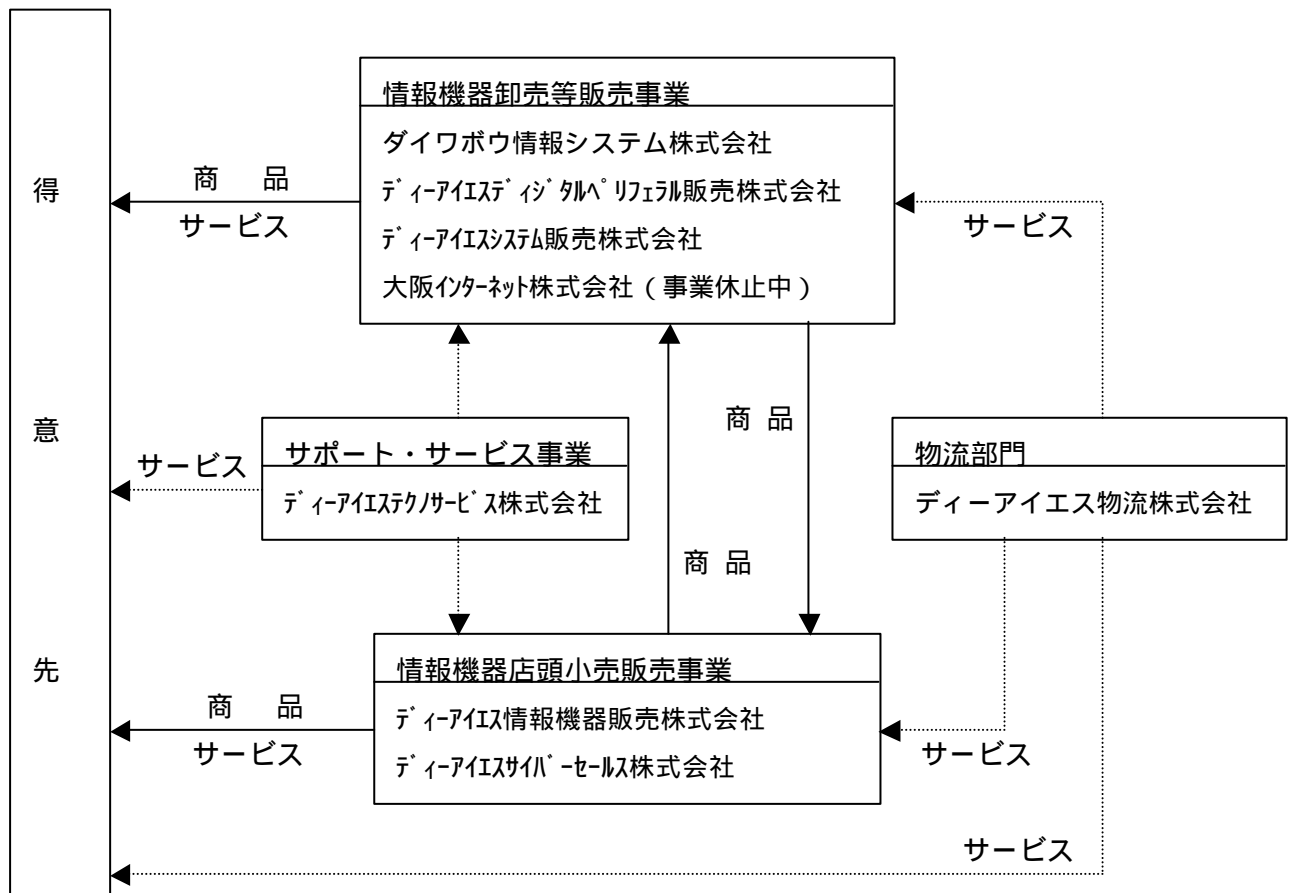 得
意
先
情報機器卸売等販売事業
ダイワボウ情報システム株式会社
ﾃﾞｨｰｱｲｴｽﾃﾞｨｼﾞﾀﾙﾍﾟﾘﾌｪﾗﾙ販売株式会社
ﾃﾞｨｰｱｲｴｽｼｽﾃﾑ販売株式会社
大阪ｲﾝﾀｰﾈｯﾄ株式会社（事業休止中）
商 品
サービス
サービス
商 品
サポート・サービス事業
ﾃﾞｨｰｱｲｴｽﾃｸﾉｻｰﾋﾞｽ株式会社
サービス
物流部門
ディーアイエス物流株式会社
商 品
情報機器店頭小売販売事業
ﾃﾞｨｰｱｲｴｽ情報機器販売株式会社
ﾃﾞｨｰｱｲｴｽｻｲﾊﾞｰｾｰﾙｽ株式会社
商 品
サービス
サービス
サービス